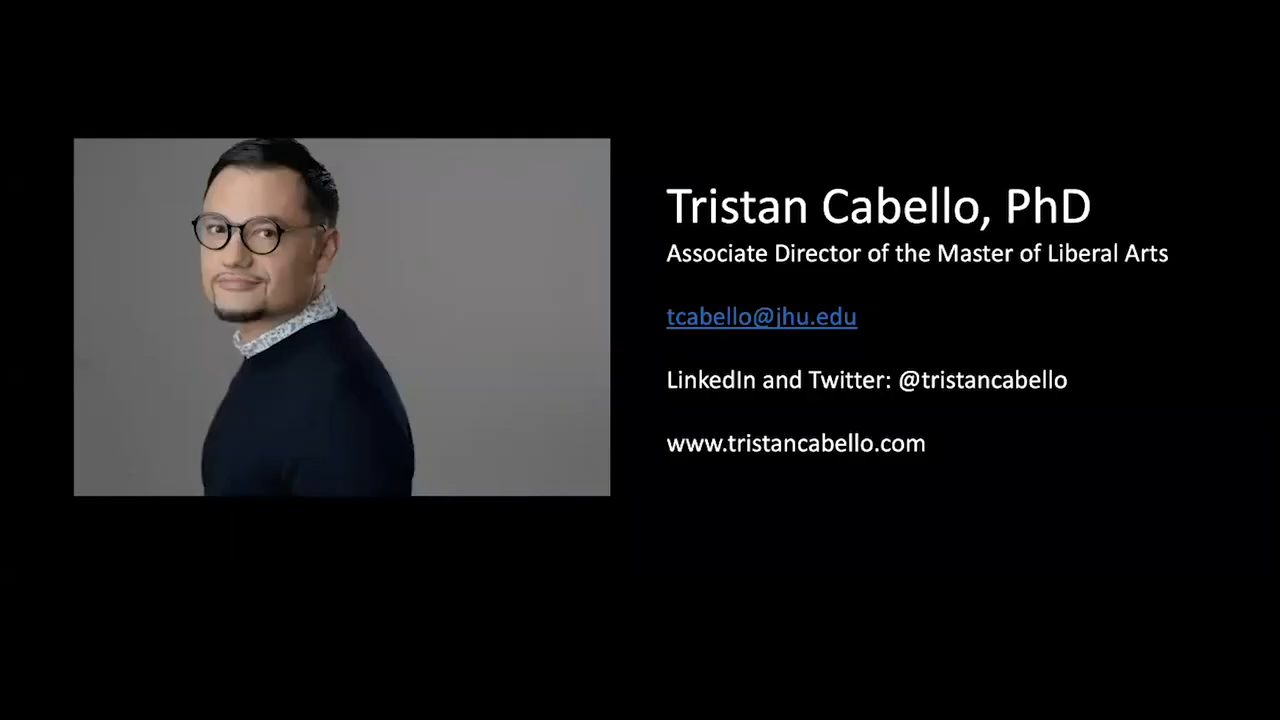 Tristan Cabello, PhD
Associate Director of the Master of Liberal Arts
tcabello@jhu.edu
LinkedIn and Twitter: @tristancabello
www.tristancabello.com